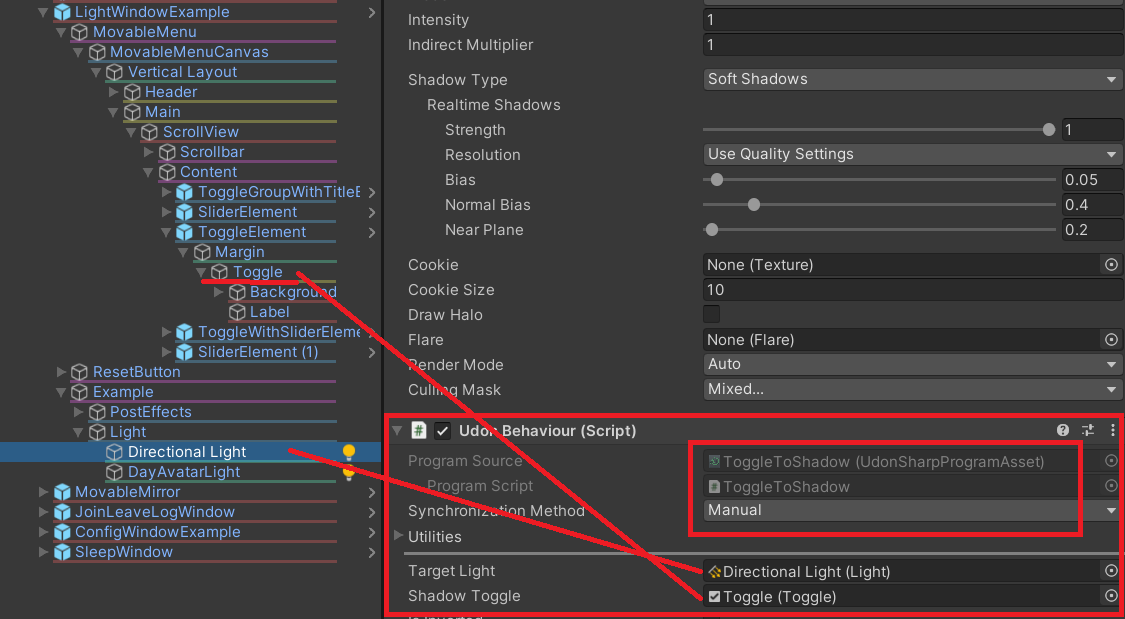 LightWindowExample
MovableMenu
MovableMenuCanvas
Vertical Layout
Header
Main
ScrollView
Scrollbar
Content
ToggleGroupWithTitleE
SliderElement
ToggleElement
Margin
Toggle
Background
Label
ToggleWithSliderEleme
SliderElement (1)
ResetButton
Example
PostEffects
Light
Directional Light
DayAvatarLight
MovableMirror
JoinLeaveLogWindow
ConfigWindowExample
SleepWindow
Intensity 1
Indirect Multiplier 1
Shadow Type Soft Shadows
Realtime Shadows
Strength 1
Resolution Use Quality Settings
Bias 0.05
Normal Bias 0.4
Near Plane 0.2
Cookie None (Texture)
Cookie Size 10
Draw Halo
Flare None (Flare)
Render Mode Auto
Culling Mask Mixed...
# Udon Behaviour (Script)
Program Source ToggleToShadow (UdonSharpProgramAsset)
Program Script ToggleToShadow
Synchronization Method Manual
Utilities
Target Light Directional Light (Light)
Shadow Toggle Toggle (Toggle)
Is Inverted